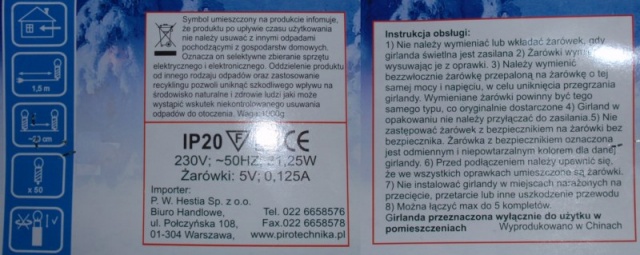 1,5 m
x 50
Symbol umieszczony na produkcie infomuje,
że produktu po upływie czasu użytkowania
nie należy usuwać z innymi odpadami
pochodzącymi z gospodarstw domowych.
Oznacza on selektywne zbieranie sprzętu
elektrycznego i elektronicznego. Oddzielenie produktu
od innego rodzaju odpadów oraz zastosowanie
recyklingu pozwoli uniknąć szkodliwego wpływu na
środowisko naturalne i zdrowie ludzi jaki może
wystąpić wskutek niekontrolowanego usuwania
odpadów do otoczenia. Waga:
IP20 F CE
230V; ~50HZ; 1,25W
Żarówki: 5V; 0,125A
Importer:
P. W. Hestia Sp. z o.o.
Biuro Handlowe, Tel. 022 6658576
ul. Połczyńska 108, Fax.022 6658578
01-304 Warszawa, www.pirotechnika.pl
Instrukcja obsługi:
1) Nie należy wymieniać lub wkładać żarówek, gdy
girlanda świetlna jest zasilana 2) Żarówki
wysuwając je z oprawki. 3) Należy wymienić
bezzwłocznie żarówkę przepaloną na żarówkę o tej
samej mocy i napięciu, w celu uniknięcia przegrzania
girlandy. Wymieniane żarówki powinny być tego
samego typu, co oryginalnie dostarczone 4) Girland w
opakowaniu nie należy przyłączać do zasilania.5) Nie
zastępować żarówek z bezpiecznikiem na żarówki bez
bezpiecznika. Żarówka z bezpiecznikiem oznaczona
jest odmiennym i niepowtarzalnym kolorem dla danej
girlandy. 6) Przed podłączeniem należy upewnić się,
że we wszystkich oprawkach umieszczone są żarówki.
7) Nie instalować girlandy w miejscach narażonych na
przecięcie, przetarcie lub inne uszkodzenie przewodu
8) Można łączyć max do 5 kompletów.
Girlanda przeznaczona wyłącznie do użytku w
pomieszczeniach Wyprodukowano w Chinach